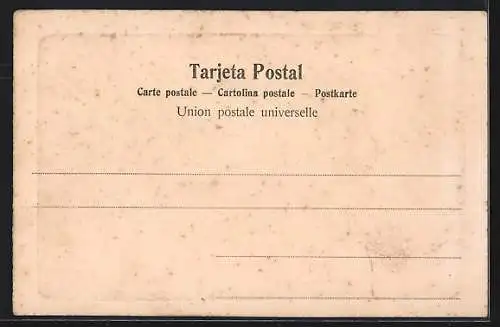 Tarjeta Postal
Carte postale — Cartolina postale — Postkarte
Union postale universelle